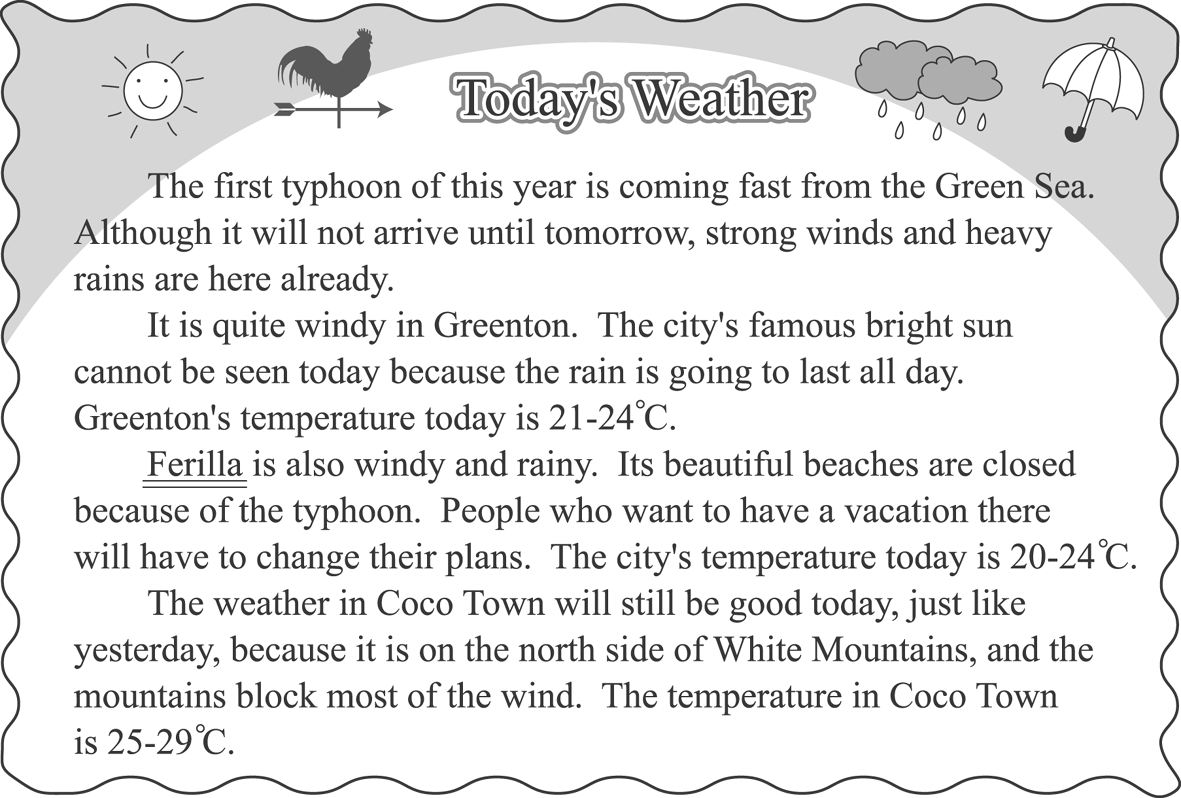 Today's Weather
The first typhoon of this year is coming fast from the Green Sea.
Although it will not arrive until tomorrow, strong winds and heavy
rains are here already.
It is quite windy in Greenton.  The city's famous bright sun
cannot be seen today because the rain is going to last all day.
Greenton's temperature today is 21-24℃.
Ferilla is also windy and rainy.  Its beautiful beaches are closed
because of the typhoon.  People who want to have a vacation there
will have to change their plans.  The city's temperature today is 20-24℃.
The weather in Coco Town will still be good today, just like
yesterday, because it is on the north side of White Mountains, and the
mountains block most of the wind.  The temperature in Coco Town
is 25-29℃.